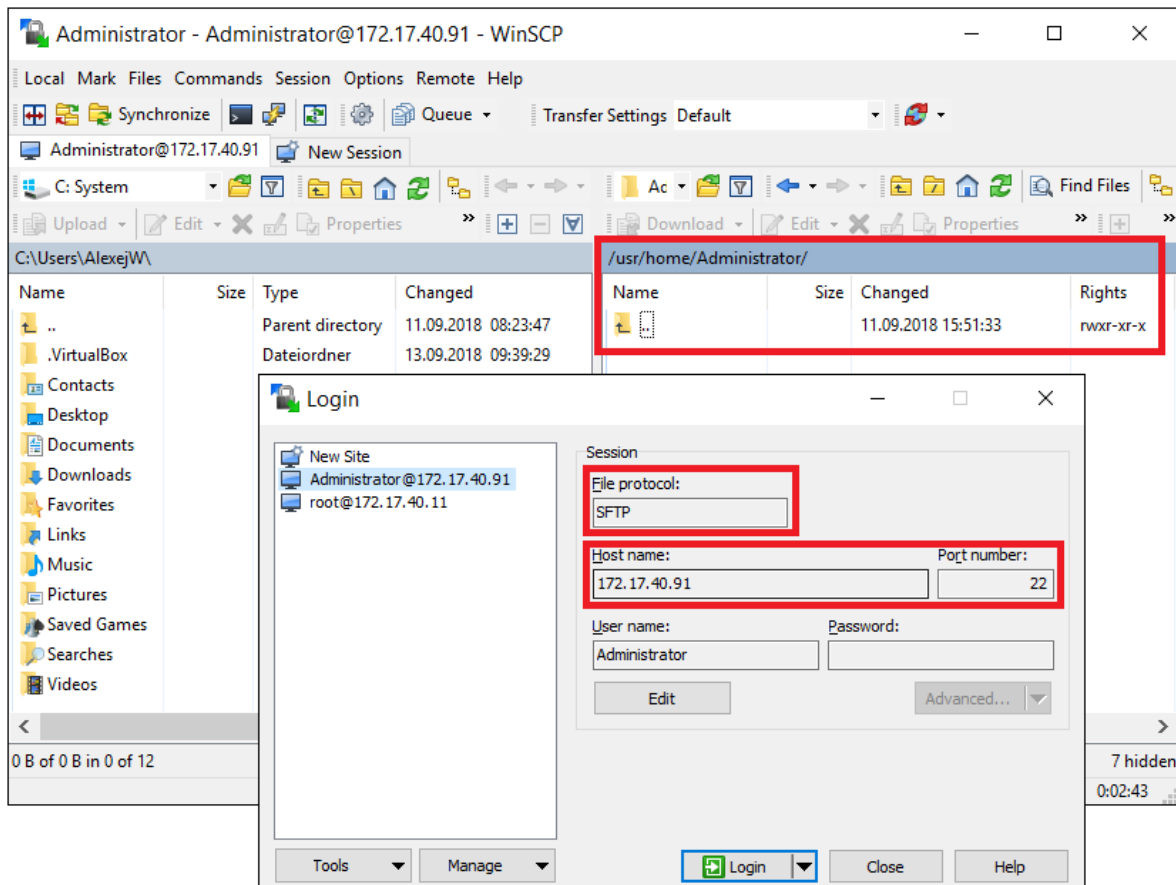 Administrator - Administrator@172.17.40.91 - WinSCP
Local Mark Files Commands Session Options Remote Help
Synchronize Queue Transfer Settings Default
Administrator@172.17.40.91 New Session
C: System Ac Find Files
Upload Edit Properties » Download Edit Properties » »
C:\Users\AlexejW\ /usr/home/Administrator/
Name Size Type Changed Name Size Changed Rights
.. Parent directory 11.09.2018 08:23:47 .. 11.09.2018 15:51:33 rwxr-xr-x
.VirtualBox Dateiordner 13.09.2018 09:39:29
Contacts
Desktop
Documents
Downloads
Favorites
Links
Music
Pictures
Saved Games
Searches
Videos
0 B of 0 B in 0 of 12 7 hidden
0:02:43
Login
New Site
Administrator@172.17.40.91
root@172.17.40.11
Session
File protocol:
SFTP
Host name: Port number:
172.17.40.91 22
User name: Password:
Administrator
Edit Advanced...
Tools Manage Login Close Help